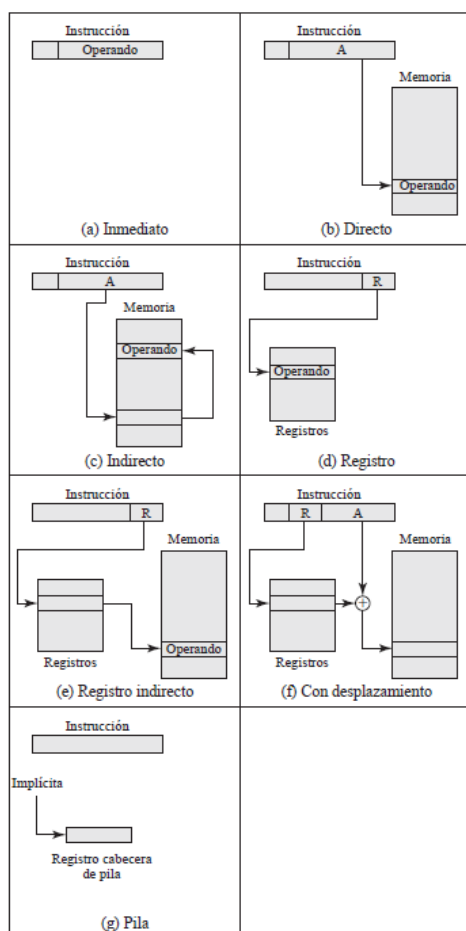 Instrucción
Operando
(a) Inmediato
Instrucción
A
Memoria
Operando
(b) Directo
Instrucción
A
Memoria
Operando
(c) Indirecto
Instrucción
R
Operando
Registros
(d) Registro
Instrucción
R
Memoria
Operando
Registros
(e) Registro indirecto
Instrucción
R A
Memoria
+
Registros
(f) Con desplazamiento
Instrucción
Implícita
Registro cabecera
de pila
(g) Pila